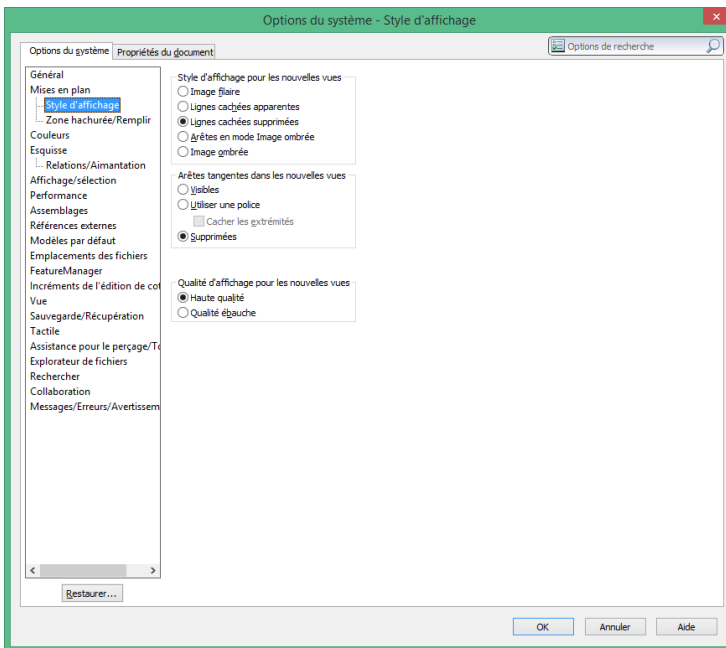 Options du système - Style d'affichage
Options du système
Propriétés du document
Options de recherche
Général
Mises en plan
Style d'affichage
Zone hachurée/Remplir
Couleurs
Esquisse
Relations/Aimantation
Affichage/sélection
Performance
Assemblages
Références externes
Modèles par défaut
Emplacements des fichiers
FeatureManager
Incréments de l'édition de cot
Vue
Sauvegarde/Récupération
Tactile
Assistance pour le perçage/To
Explorateur de fichiers
Rechercher
Collaboration
Messages/Erreurs/Avertissem
Restaurer...
Style d'affichage pour les nouvelles vues
Image filaire
Lignes cachées apparentes
Lignes cachées supprimées
Arêtes en mode Image ombrée
Image ombrée
Arêtes tangentes dans les nouvelles vues
Visibles
Utiliser une police
Cacher les extrémités
Supprimées
Qualité d'affichage pour les nouvelles vues
Haute qualité
Qualité ébauche
OK
Annuler
Aide